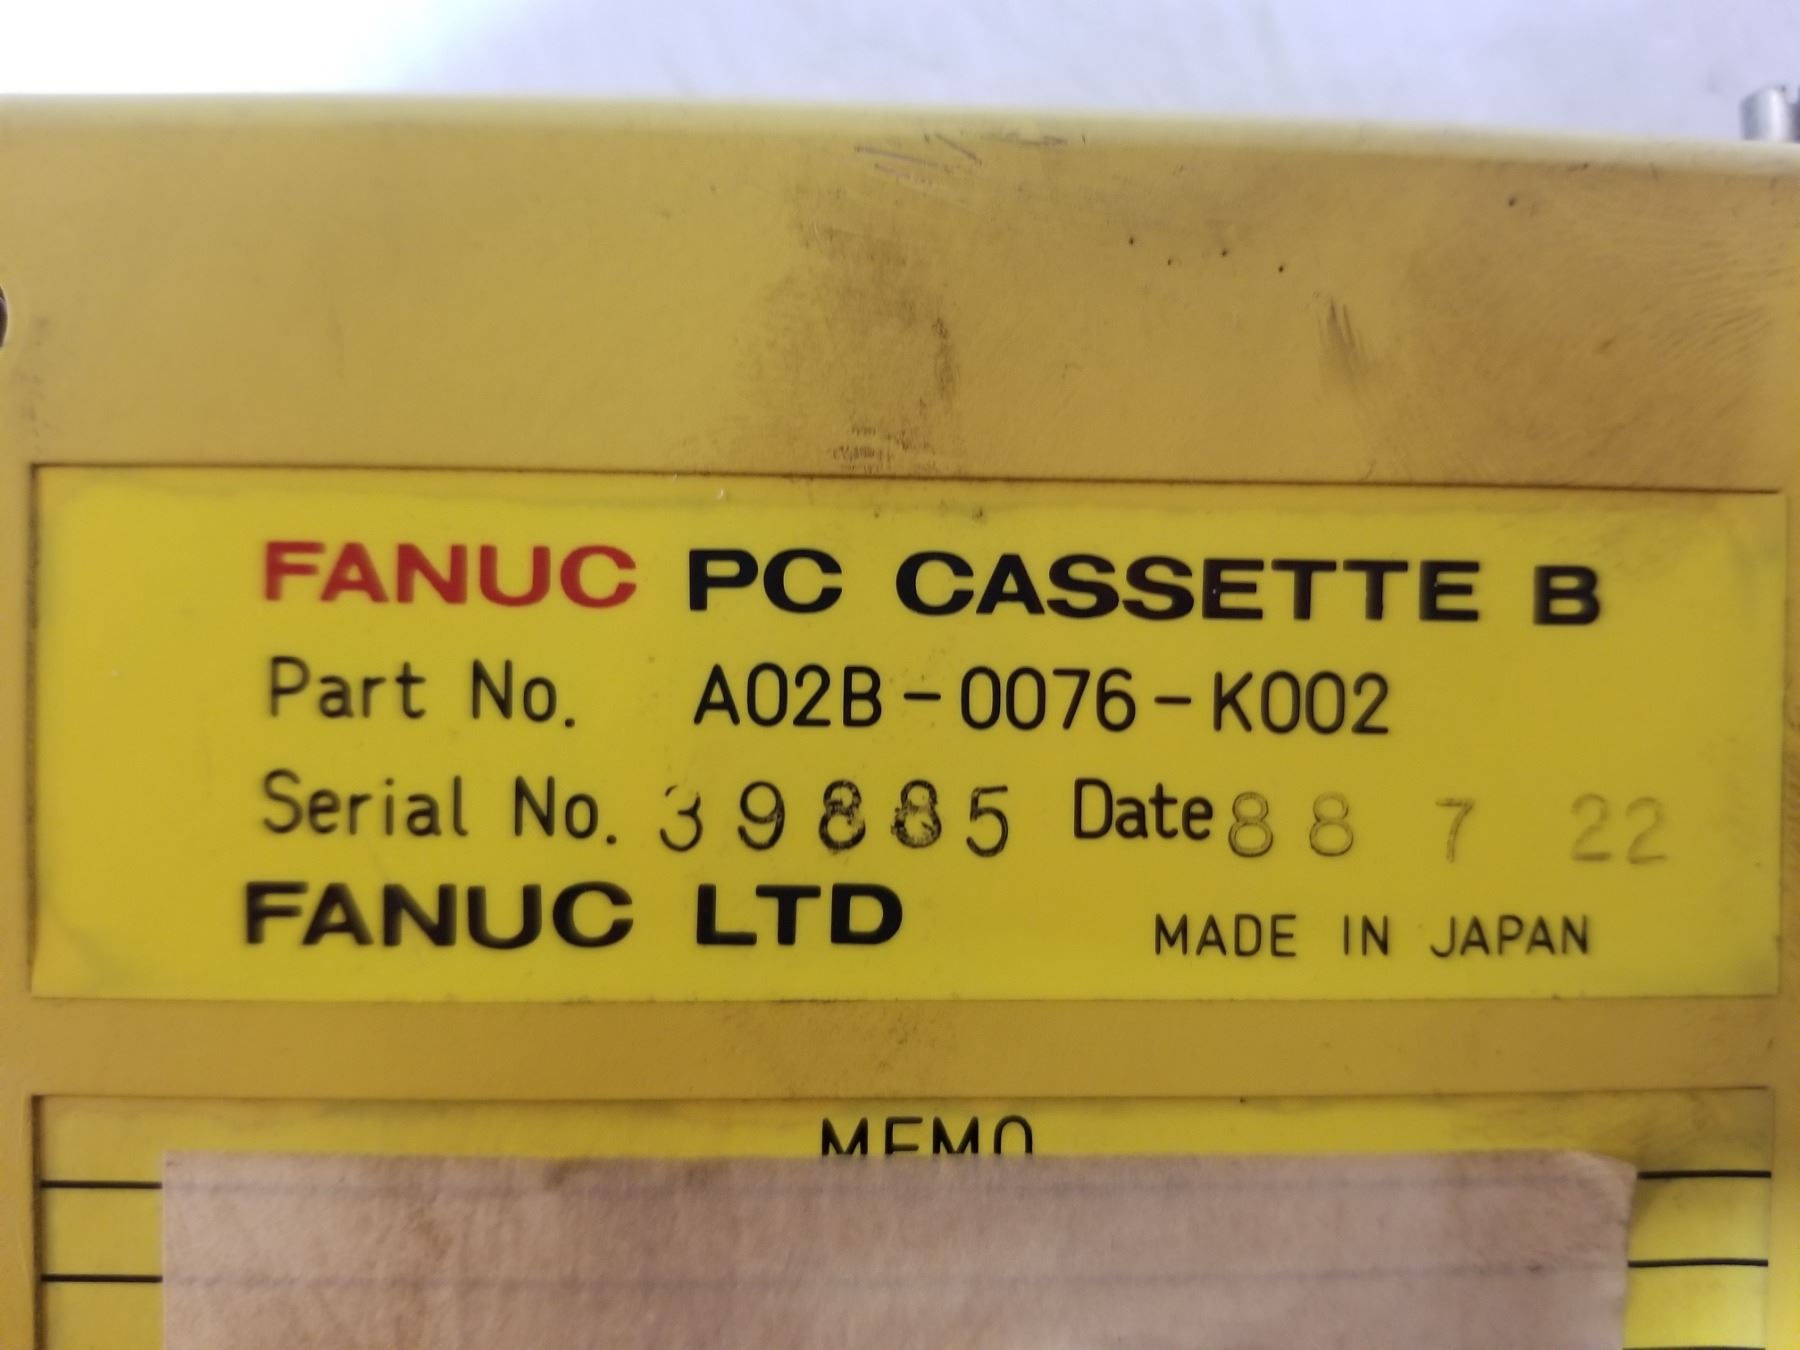 FANUC PC CASSETTE B
Part No. A02B-0076-K002
Serial No. 39885 Date 88 7 22
FANUC LTD MADE IN JAPAN
MEMO